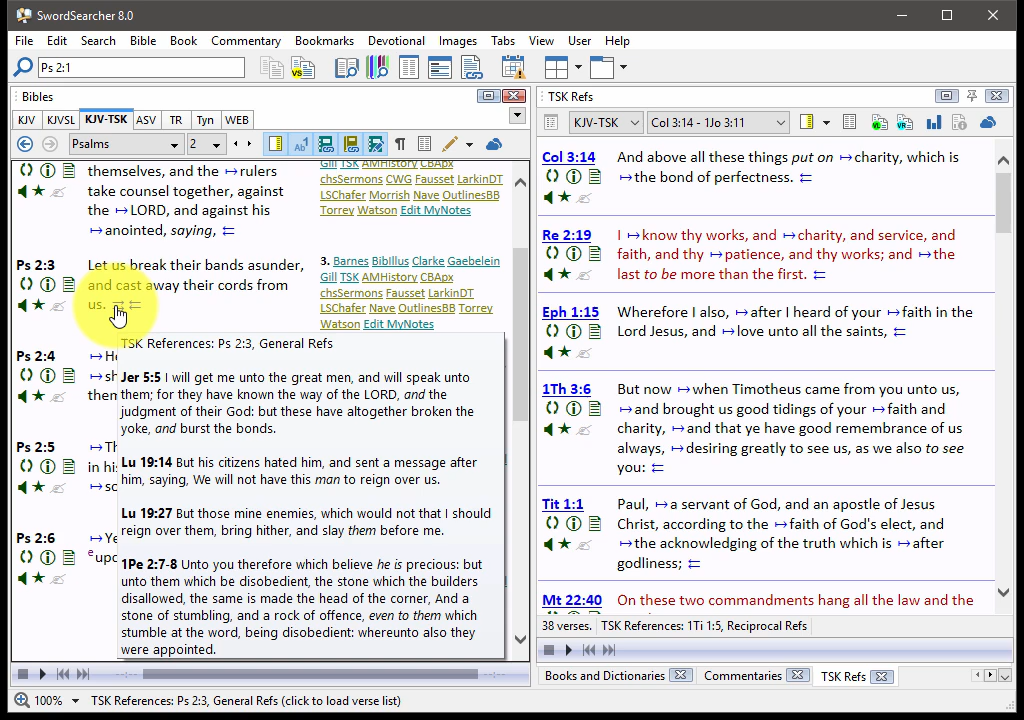 SwordSearcher 8.0
File Edit Search Bible Book Commentary Bookmarks Devotional Images Tabs View User Help
Ps 2:1
Bibles
KJV KJVSL KJV-TSK ASV TR Tyn WEB
Psalms 2
themselves, and the ↦rulers
take counsel together, against
the ↦LORD, and against his
↦anointed, saying,
Gill TSK AMHistory CBApx
chsSermons CWG Fausset LarkinDT
LSChafer Morrish Nave OutlinesBB
Torrey Watson Edit MyNotes
Ps 2:3 Let us break their bands asunder,
and cast away their cords from
us.
3. Barnes Bibillus Clarke Gaebelein
Gill TSK AMHistory CBApx
chsSermons Fausset LarkinDT
LSChafer Nave OutlinesBB Torrey
Watson Edit MyNotes
Ps 2:4
Ps 2:5
in his
Ps 2:6
TSK References: Ps 2:3, General Refs
Jer 5:5 I will get me unto the great men, and will speak unto
them; for they have known the way of the LORD, and the
judgment of their God: but these have altogether broken the
yoke, and burst the bonds.
Lu 19:14 But his citizens hated him, and sent a message after
him, saying, We will not have this man to reign over us.
Lu 19:27 But those mine enemies, which would not that I should
reign over them, bring hither, and slay them before me.
1Pe 2:7-8 Unto you therefore which believe he is precious: but
unto them which be disobedient, the stone which the builders
disallowed, the same is made the head of the corner, And a
stone of stumbling, and a rock of offence, even to them which
stumble at the word, being disobedient: whereunto also they
were appointed.
100% TSK References: Ps 2:3, General Refs (click to load verse list)
TSK Refs
KJV-TSK Col 3:14 - 1Jo 3:11
Col 3:14 And above all these things put on ↦charity, which is
↦the bond of perfectness.
Re 2:19 I ↦know thy works, and ↦charity, and service, and
faith, and thy ↦patience, and thy works; and ↦the
last to be more than the first.
Eph 1:15 Wherefore I also, ↦after I heard of your ↦faith in the
Lord Jesus, and ↦love unto all the saints,
1Th 3:6 But now ↦when Timotheus came from you unto us,
↦and brought us good tidings of your ↦faith and
charity, ↦and that ye have good remembrance of us
always, ↦desiring greatly to see us, as we also to see
you:
Tit 1:1 Paul, ↦a servant of God, and an apostle of Jesus
Christ, according to the ↦faith of God's elect, and
↦the acknowledging of the truth which is ↦after
godliness;
Mt 22:40 On these two commandments hang all the law and the
38 verses. TSK References: 1Ti 1:5, Reciprocal Refs
Books and Dictionaries Commentaries TSK Refs